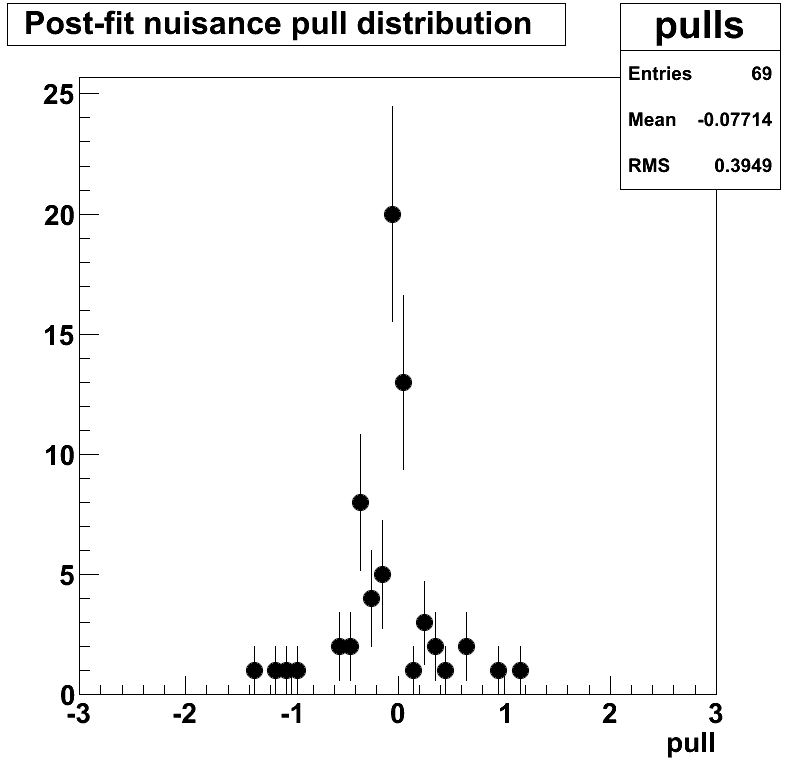 Post-fit nuisance pull distribution
pulls
Entries 69
Mean -0.07714
RMS 0.3949
25
20
15
10
5
0
-3 -2 -1 0 1 2 3
pull